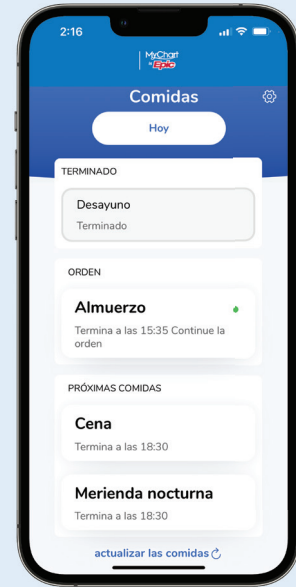 2:16
MyChart
by Epic
Comidas
Hoy
TERMINADO
Desayuno
Terminado
ORDEN
Almuerzo
Termina a las 15:35 Continue la
orden
PRÓXIMAS COMIDAS
Cena
Termina a las 18:30
Merienda nocturna
Termina a las 18:30
actualizar las comidas